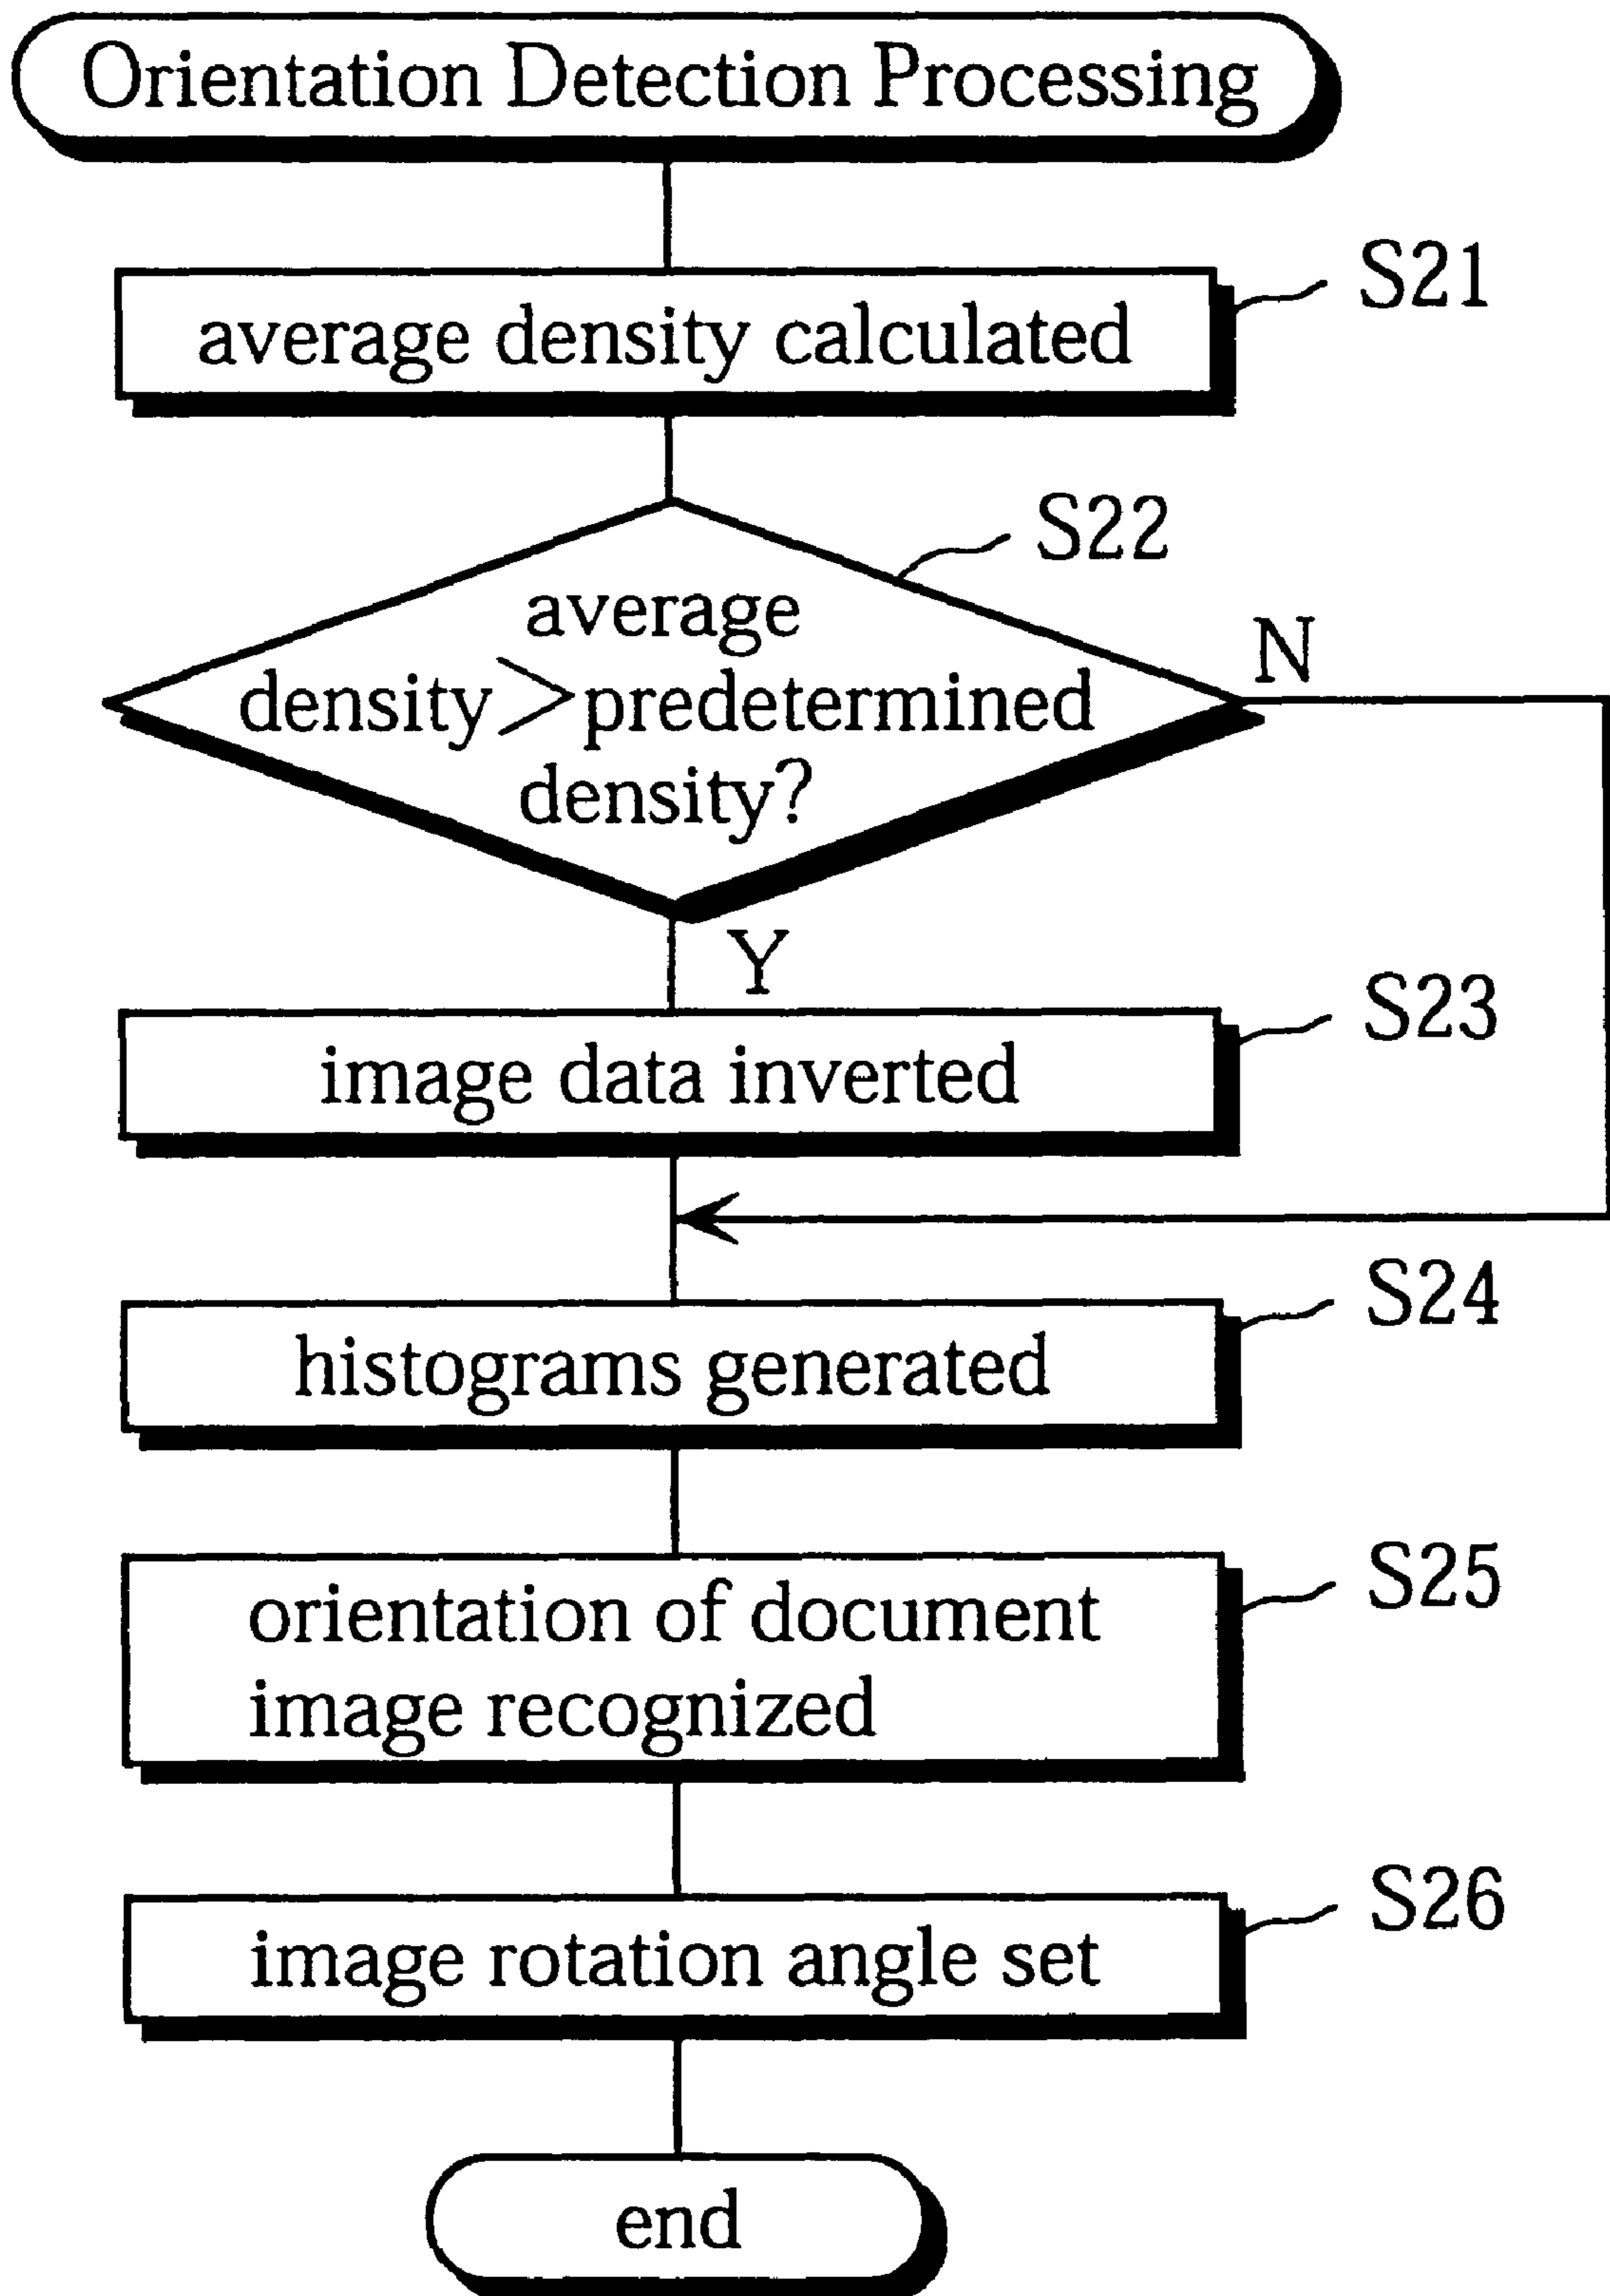 Orientation Detection Processing
S21
average density calculated
S22
average
density>predetermined
density?
N
Y
S23
image data inverted
S24
histograms generated
S25
orientation of document
image recognized
S26
image rotation angle set
end